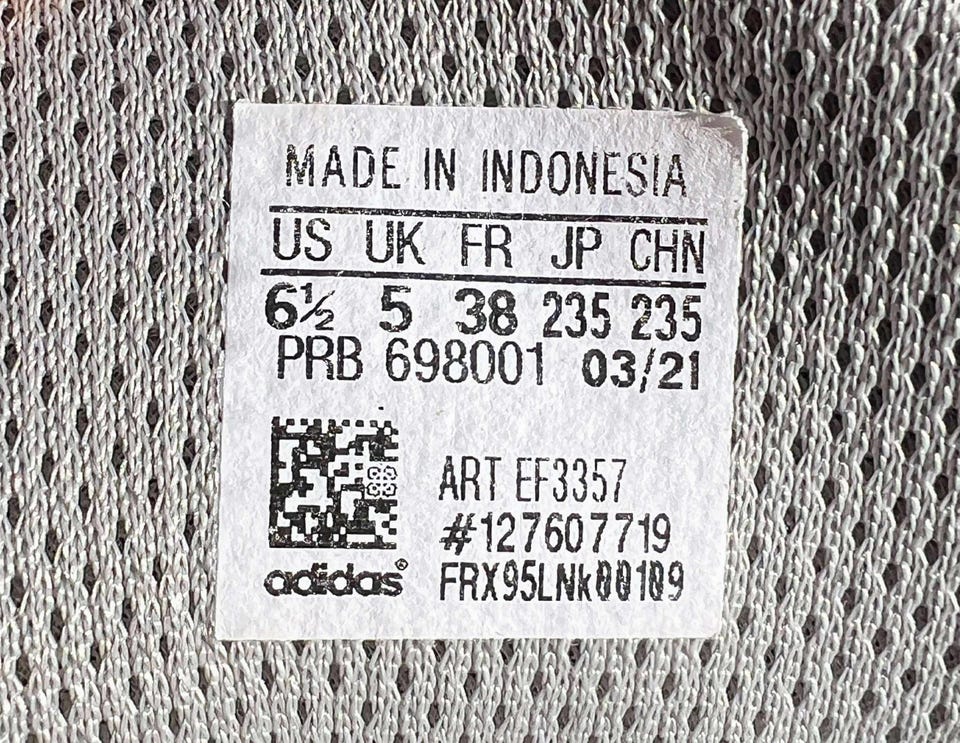 MADE IN INDONESIA
US UK FR JP CHN
6½ 5 38 235 235
PRB 698001 03/21
ART EF3357
#127607719
adidas® FRX95LNk00109